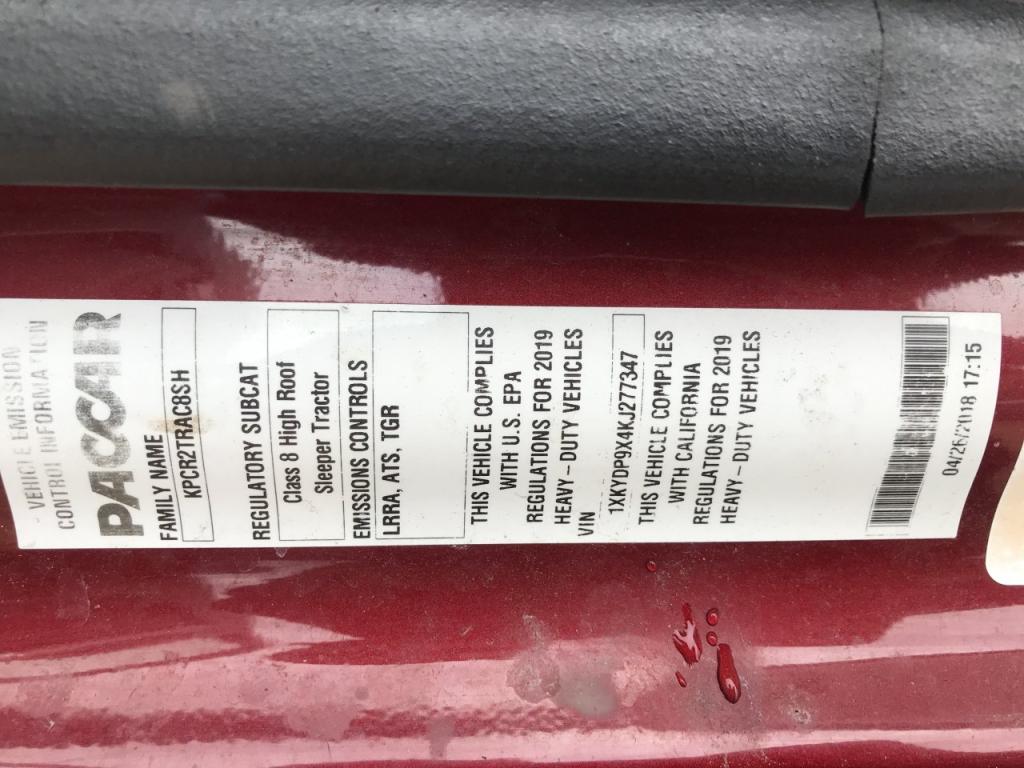 VEHICLE EMISSION
CONTROL INFORMATION
PACCAR
FAMILY NAME
KPCR2TRAC8SH
REGULATORY SUBCAT
Class 8 High Roof
Sleeper Tractor
EMISSIONS CONTROLS
LRRA, ATS, TGR
THIS VEHICLE COMPLIES
WITH U.S. EPA
REGULATIONS FOR 2019
HEAVY-DUTY VEHICLES
VIN
1XKYDP9X4KJ277347
THIS VEHICLE COMPLIES
WITH CALIFORNIA
REGULATIONS FOR 2019
HEAVY-DUTY VEHICLES
04/26/2018 17:15